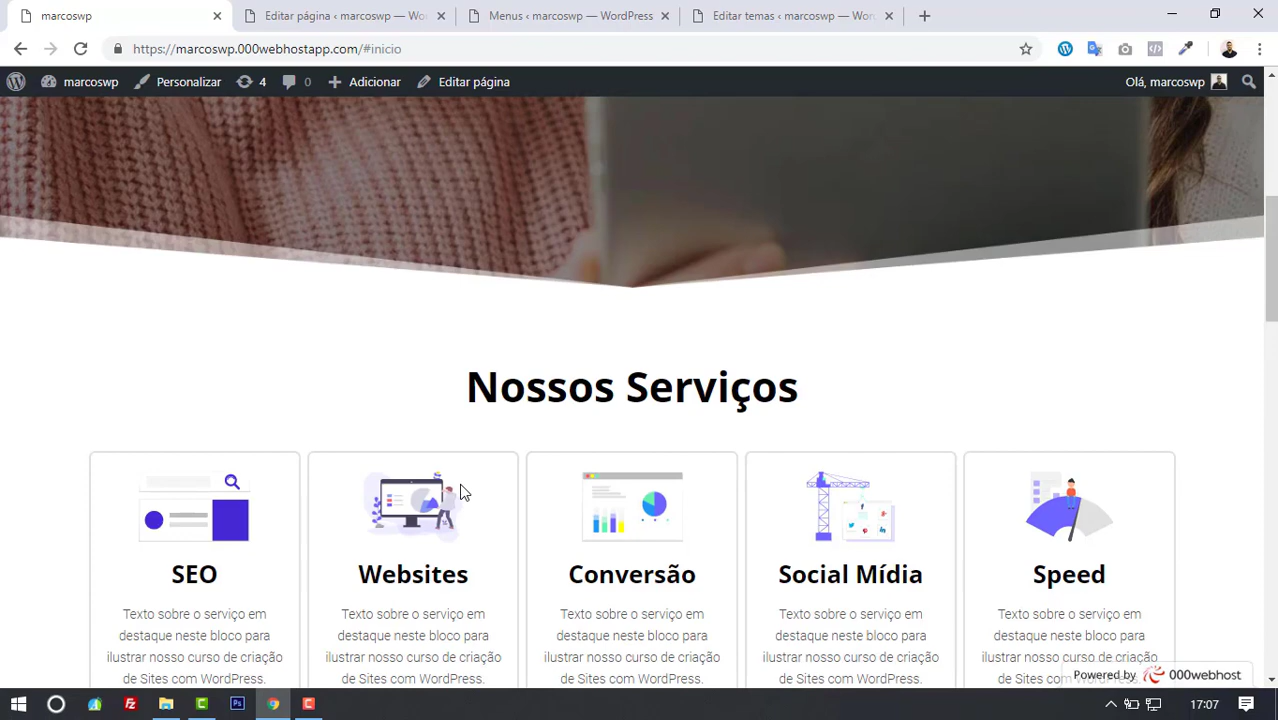 marcoswp
Editar página ‹ marcoswp — Wo
Menus ‹ marcoswp — WordPress
Editar temas ‹ marcoswp — Wor
https://marcoswp.000webhostapp.com/#inicio
marcoswp
Personalizar
4
0
Adicionar
Editar página
Olá, marcoswp
Nossos Serviços
SEO
Texto sobre o serviço em
destaque neste bloco para
ilustrar nosso curso de criação
de Sites com WordPress.
Websites
Texto sobre o serviço em
destaque neste bloco para
ilustrar nosso curso de criação
de Sites com WordPress.
Conversão
Texto sobre o serviço em
destaque neste bloco para
ilustrar nosso curso de criação
de Sites com WordPress.
Social Mídia
Texto sobre o serviço em
destaque neste bloco para
ilustrar nosso curso de criação
de Sites com WordPress.
Speed
Texto sobre o serviço em
destaque neste bloco para
ilustrar nosso curso de criação
de Sites com WordPress.
Powered by 000webhost
17:07